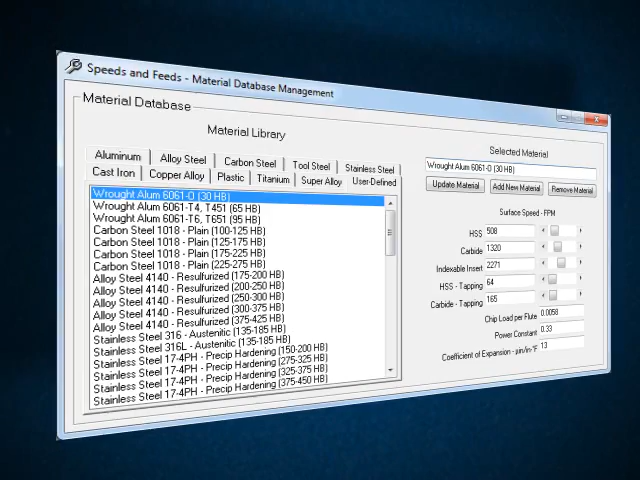 Speeds and Feeds - Material Database Management
Material Database
Material Library
Aluminum Alloy Steel Carbon Steel Tool Steel Stainless Steel
Cast Iron Copper Alloy Plastic Titanium Super Alloy User-Defined
Wrought Alum 6061-O (30 HB)
Wrought Alum 6061-T4, T451 (65 HB)
Wrought Alum 6061-T6, T651 (95 HB)
Carbon Steel 1018 - Plain (100-125 HB)
Carbon Steel 1018 - Plain (125-175 HB)
Carbon Steel 1018 - Plain (175-225 HB)
Carbon Steel 1018 - Plain (225-275 HB)
Alloy Steel 4140 - Resulfurized (175-200 HB)
Alloy Steel 4140 - Resulfurized (200-250 HB)
Alloy Steel 4140 - Resulfurized (250-300 HB)
Alloy Steel 4140 - Resulfurized (300-375 HB)
Alloy Steel 4140 - Resulfurized (375-425 HB)
Stainless Steel 316 - Austenitic (135-185 HB)
Stainless Steel 316L - Austenitic (135-185 HB)
Stainless Steel 17-4PH - Precip Hardening (150-200 HB)
Stainless Steel 17-4PH - Precip Hardening (275-325 HB)
Stainless Steel 17-4PH - Precip Hardening (325-375 HB)
Stainless Steel 17-4PH - Precip Hardening (375-450 HB)
Selected Material
Wrought Alum 6061-O (30 HB)
Update Material Add New Material Remove Material
Surface Speed - FPM
HSS 508
Carbide 1320
Indexable Insert 2271
HSS - Tapping 64
Carbide - Tapping 165
Chip Load per Flute 0.0058
Power Constant 0.33
Coefficient of Expansion - µin/in·°F 13